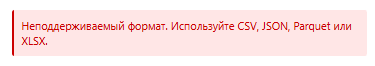 Неподдерживаемый формат. Используйте CSV, JSON, Parquet или
XLSX.